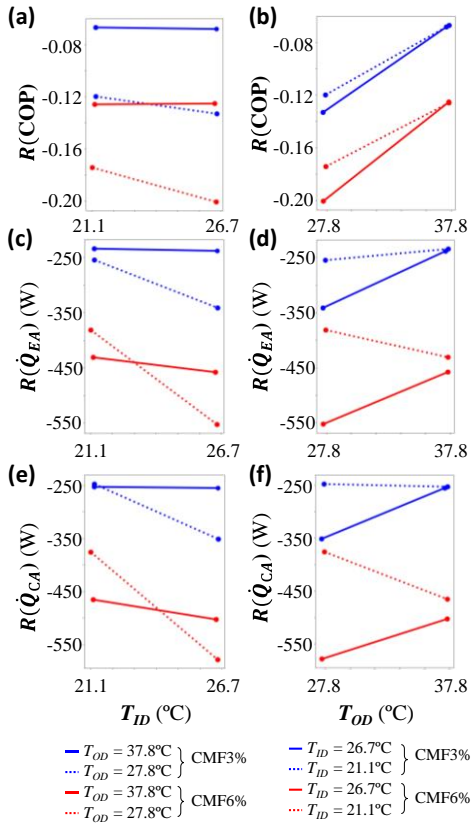 (a)
R(COP)
-0.08
-0.12
-0.16
-0.20
21.1 26.7
(b)
R(COP)
-0.08
-0.12
-0.16
-0.20
27.8 37.8
(c)
R(Q̇EA) (W)
-250
-350
-450
-550
21.1 26.7
(d)
R(Q̇EA) (W)
-250
-350
-450
-550
27.8 37.8
(e)
R(Q̇CA) (W)
-250
-350
-450
-550
21.1 26.7
TID (ºC)
(f)
R(Q̇CA) (W)
-250
-350
-450
-550
27.8 37.8
TOD (ºC)
TOD = 37.8ºC
TOD = 27.8ºC
} CMF3%
TOD = 37.8ºC
TOD = 27.8ºC
} CMF6%
TID = 26.7ºC
TID = 21.1ºC
} CMF3%
TID = 26.7ºC
TID = 21.1ºC
} CMF6%